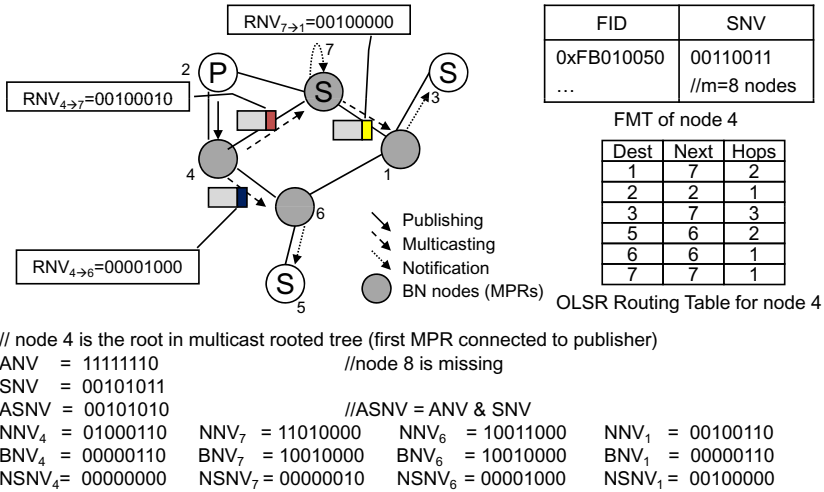 RNV7→1=00100000
2
P
7
S
S
3
RNV4→7=00100010
4
1
6
RNV4→6=00001000
S
5
Publishing
Multicasting
Notification
BN nodes (MPRs)
FID SNV
0xFB010050 00110011
… //m=8 nodes
FMT of node 4
Dest Next Hops
1 7 2
2 2 1
3 7 3
5 6 2
6 6 1
7 7 1
OLSR Routing Table for node 4
// node 4 is the root in multicast rooted tree (first MPR connected to publisher)
ANV = 11111110 //node 8 is missing
SNV = 00101011
ASNV = 00101010 //ASNV = ANV & SNV
NNV4 = 01000110 NNV7 = 11010000 NNV6 = 10011000 NNV1 = 00100110
BNV4 = 00000110 BNV7 = 10010000 BNV6 = 10010000 BNV1 = 00000110
NSNV4= 00000000 NSNV7 = 00000010 NSNV6 = 00001000 NSNV1 = 00100000